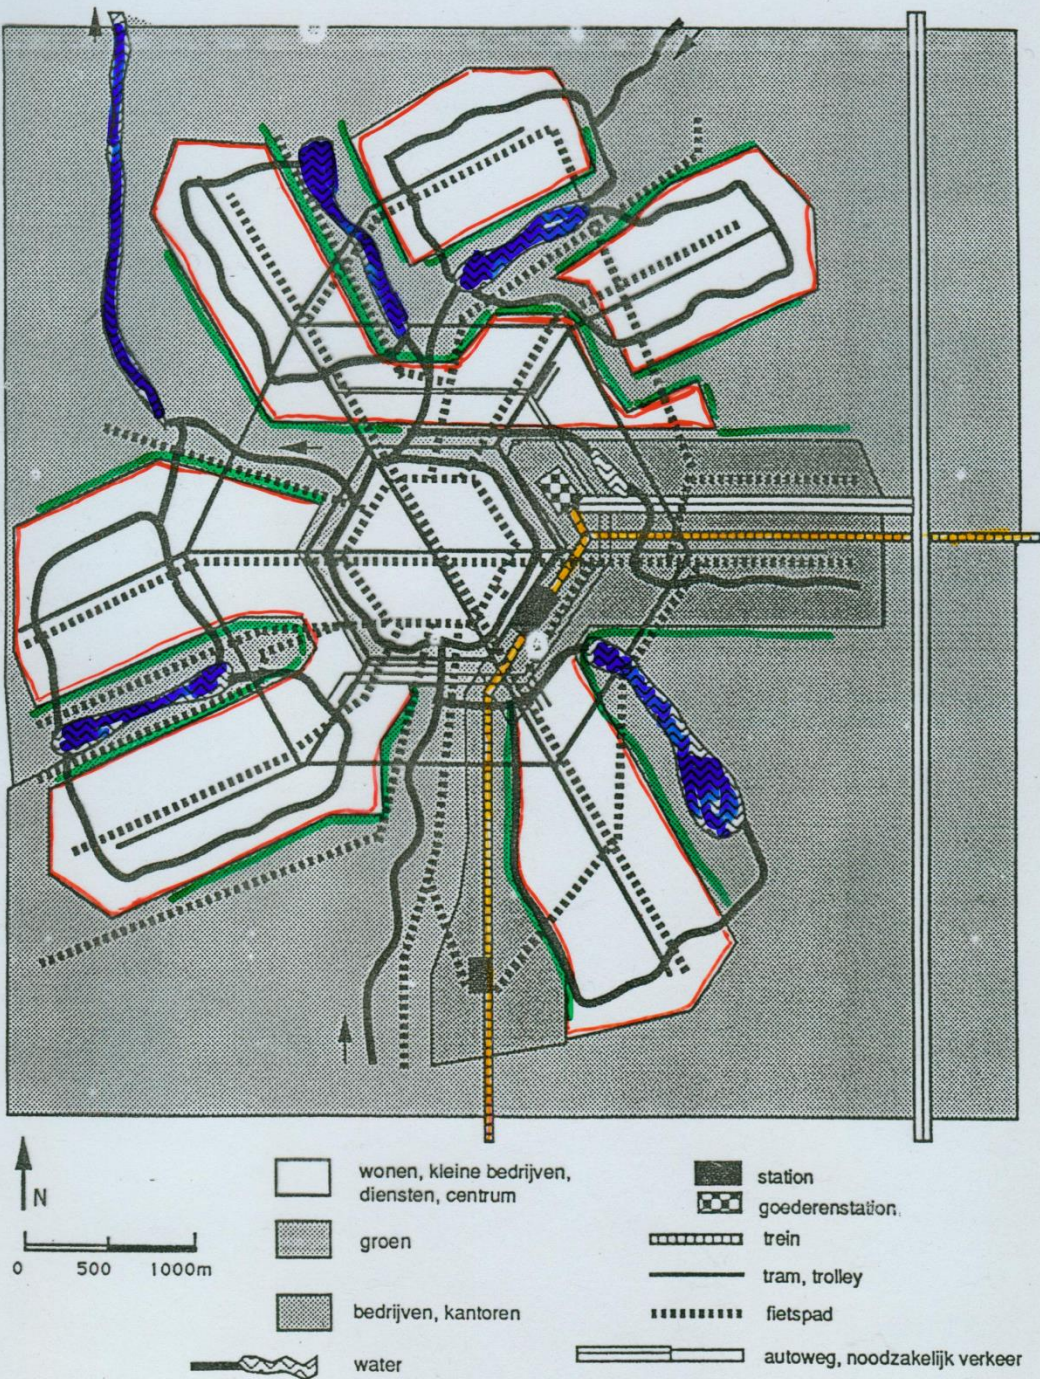 N
0 500 1000m
wonen, kleine bedrijven,
diensten, centrum
groen
bedrijven, kantoren
water
station
goederenstation
trein
tram, trolley
fietspad
autoweg, noodzakelijk verkeer